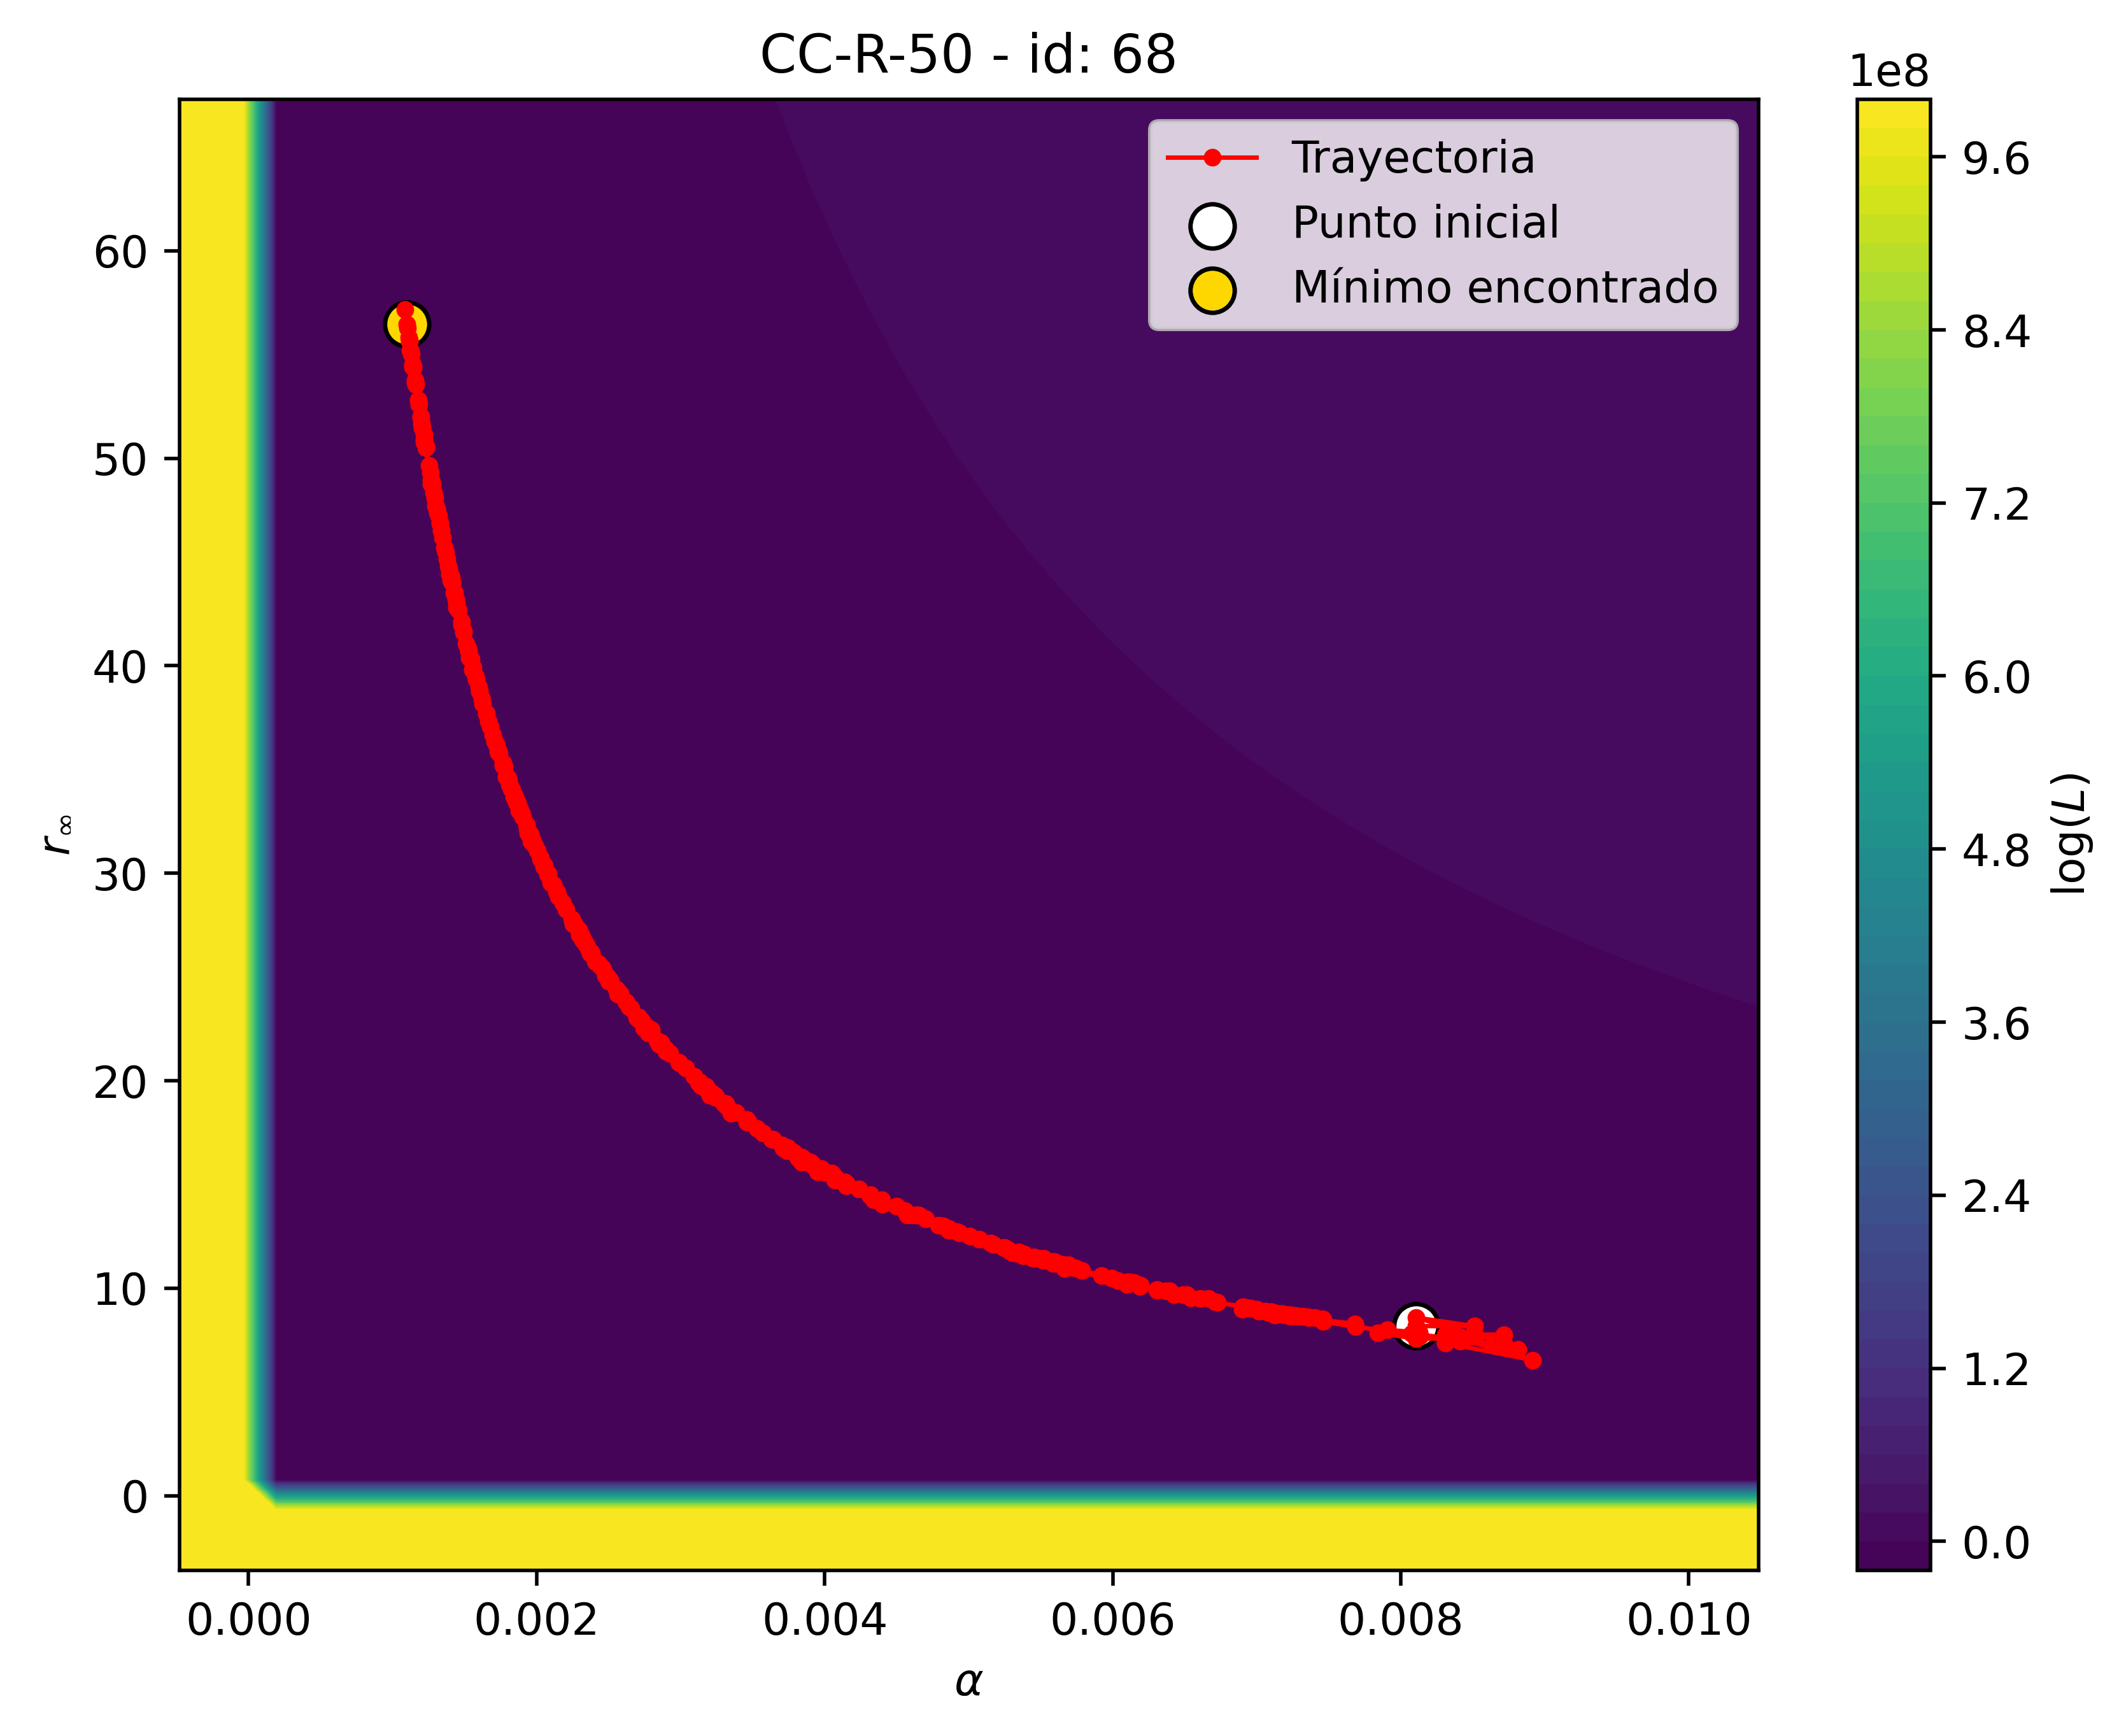 CC-R-50 - id: 68
1e8
Trayectoria
Punto inicial
Mínimo encontrado
60
50
40
30
20
10
0
r∞
0.000 0.002 0.004 0.006 0.008 0.010
α
9.6
8.4
7.2
6.0
4.8
3.6
2.4
1.2
0.0
log(L)